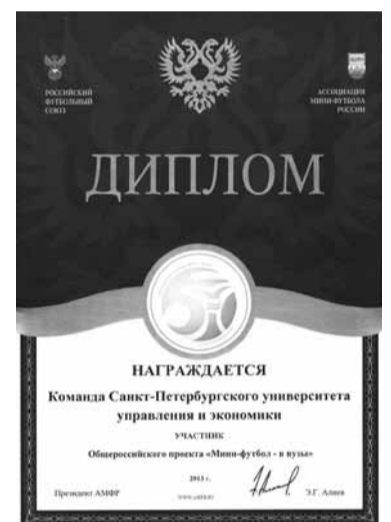 РОССИЙСКИЙ
ФУТБОЛЬНЫЙ
СОЮЗ
АССОЦИАЦИЯ
МИНИ-ФУТБОЛА
РОССИИ
ДИПЛОМ
НАГРАЖДАЕТСЯ
Команда Санкт-Петербургского университета
управления и экономики
УЧАСТНИК
Общероссийского проекта «Мини-футбол - в вузы»
2013 г.
Президент АМФР
Э.Г. Алиев